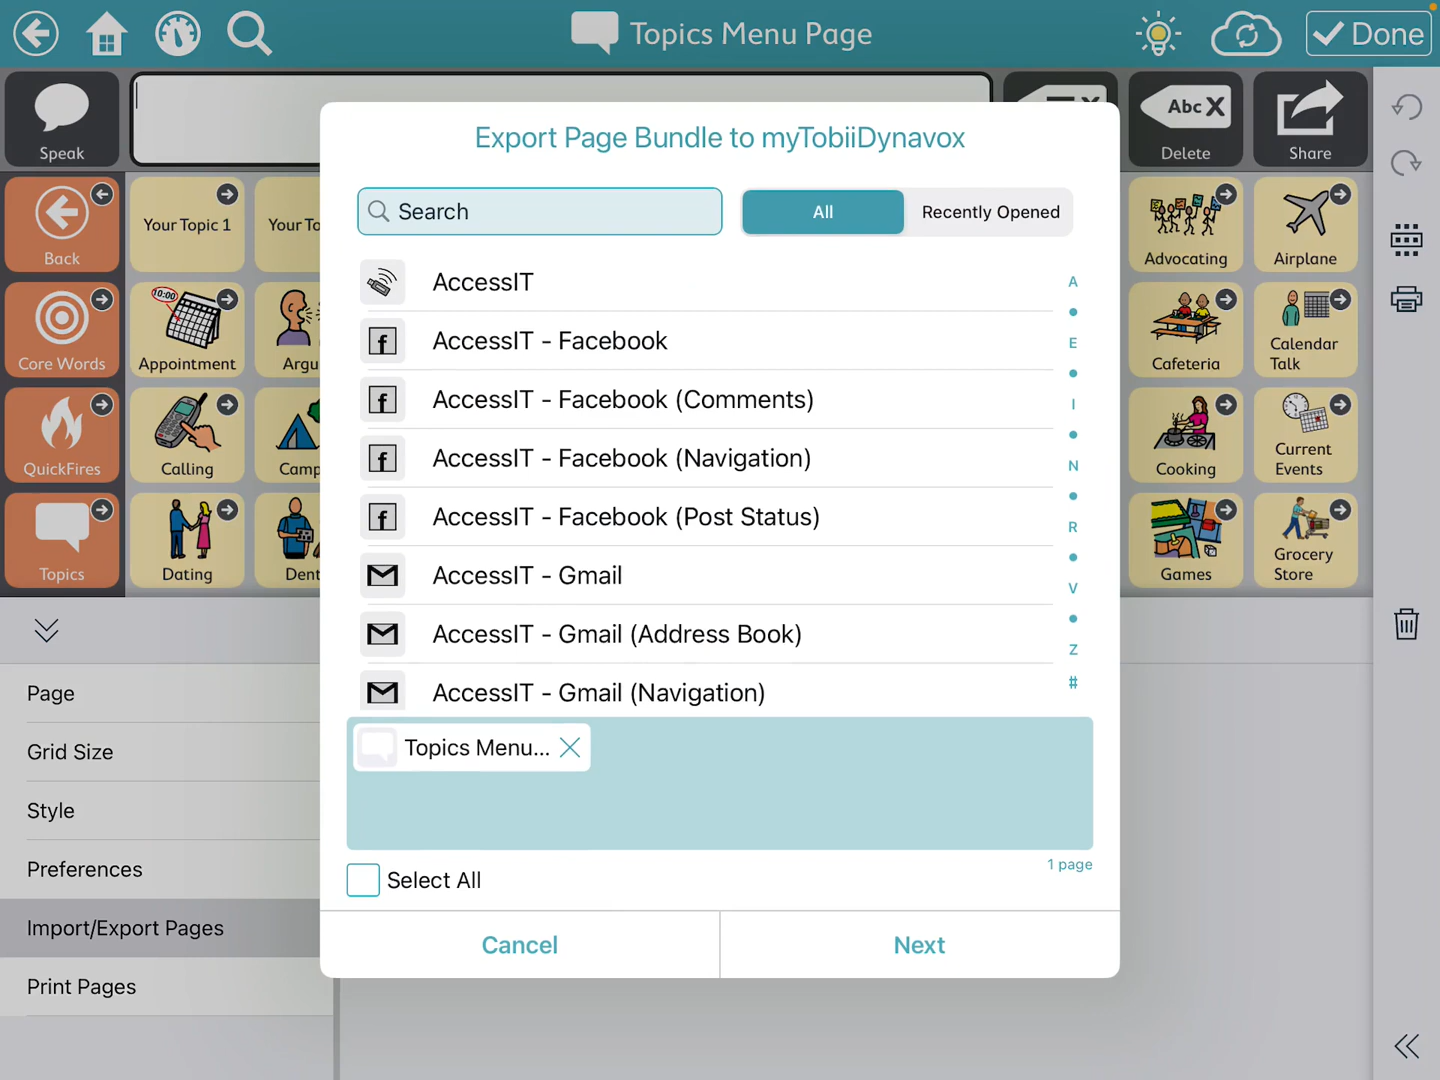 Topics Menu Page
Done
Speak
Abc X
Delete
Share
Back
Your Topic 1
Your To
Advocating
Airplane
Core Words
10:00
Appointment
Argu
Cafeteria
Calendar
Talk
QuickFires
Calling
Camp
Cooking
Current
Events
Topics
Dating
Dent
Games
Grocery
Store
Export Page Bundle to myTobiiDynavox
Search
All
Recently Opened
AccessIT
AccessIT - Facebook
AccessIT - Facebook (Comments)
AccessIT - Facebook (Navigation)
AccessIT - Facebook (Post Status)
AccessIT - Gmail
AccessIT - Gmail (Address Book)
AccessIT - Gmail (Navigation)
A
E
I
N
R
V
Z
#
Topics Menu...
1 page
Select All
Cancel
Next
Page
Grid Size
Style
Preferences
Import/Export Pages
Print Pages